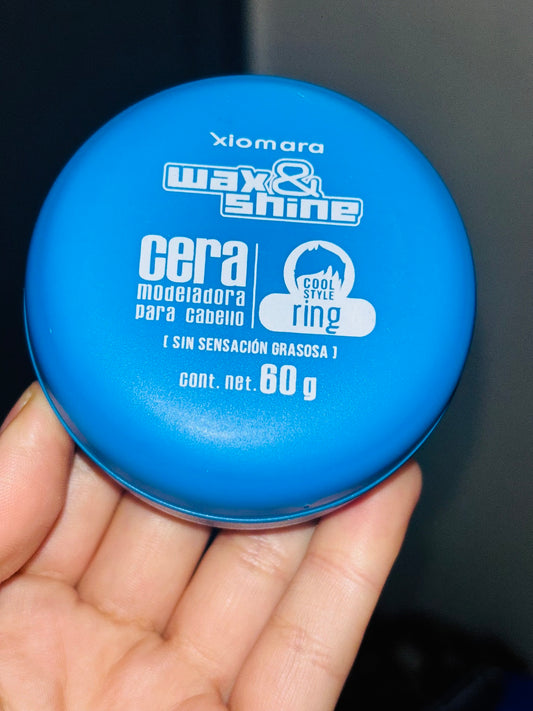 xiomara
wax&
shine
cera
modeladora
para cabello
COOL
STYLE
ring
[ SIN SENSACIÓN GRASOSA ]
cont. net. 60 g